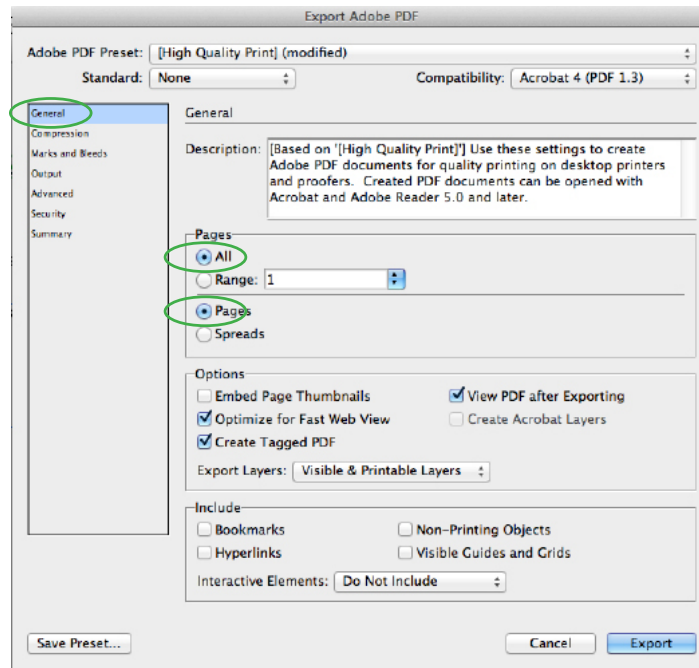 Export Adobe PDF
Adobe PDF Preset: [High Quality Print] (modified)
Standard: None Compatibility: Acrobat 4 (PDF 1.3)
General
Compression
Marks and Bleeds
Output
Advanced
Security
Summary
General
Description: [Based on '[High Quality Print]'] Use these settings to create
Adobe PDF documents for quality printing on desktop printers
and proofers. Created PDF documents can be opened with
Acrobat and Adobe Reader 5.0 and later.
Pages
All
Range: 1
Pages
Spreads
Options
Embed Page Thumbnails View PDF after Exporting
Optimize for Fast Web View Create Acrobat Layers
Create Tagged PDF
Export Layers: Visible & Printable Layers
Include
Bookmarks Non-Printing Objects
Hyperlinks Visible Guides and Grids
Interactive Elements: Do Not Include
Save Preset... Cancel Export